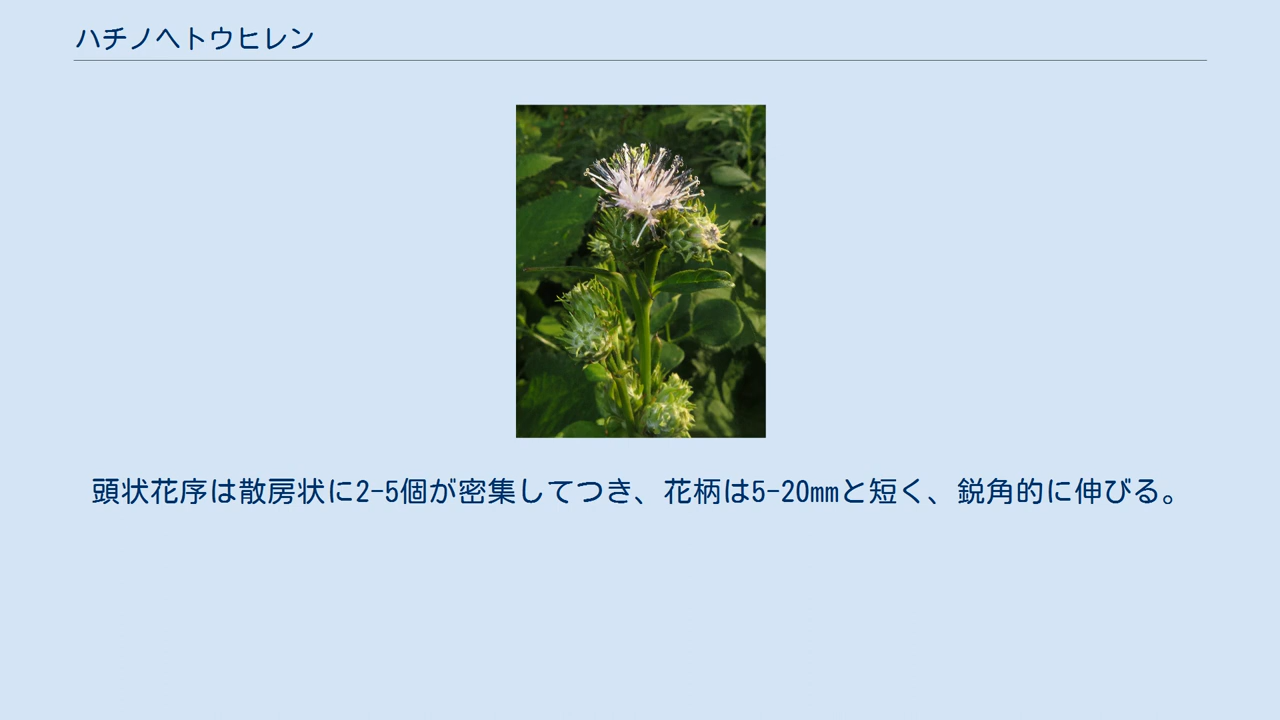 ハチノヘトウヒレン
頭状花序は散房状に2-5個が密集してつき、花柄は5-20mmと短く、鋭角的に伸びる。